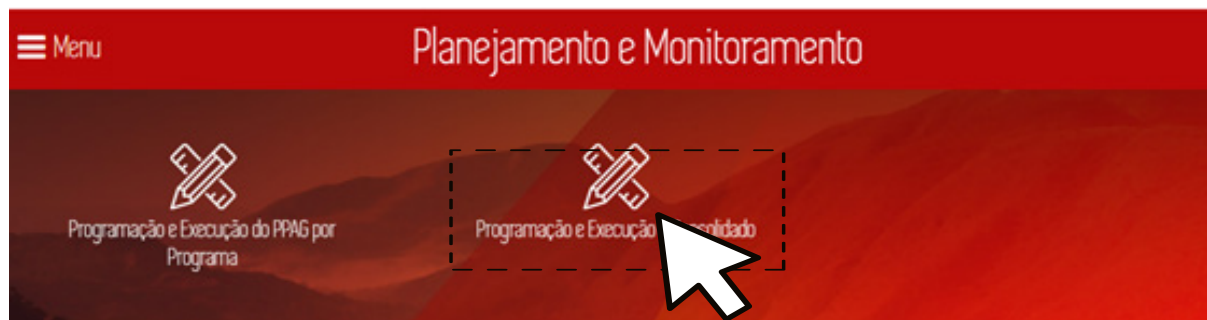 Menu
Planejamento e Monitoramento
Programação e Execução do PPAG por
Programa
Programação e Execução